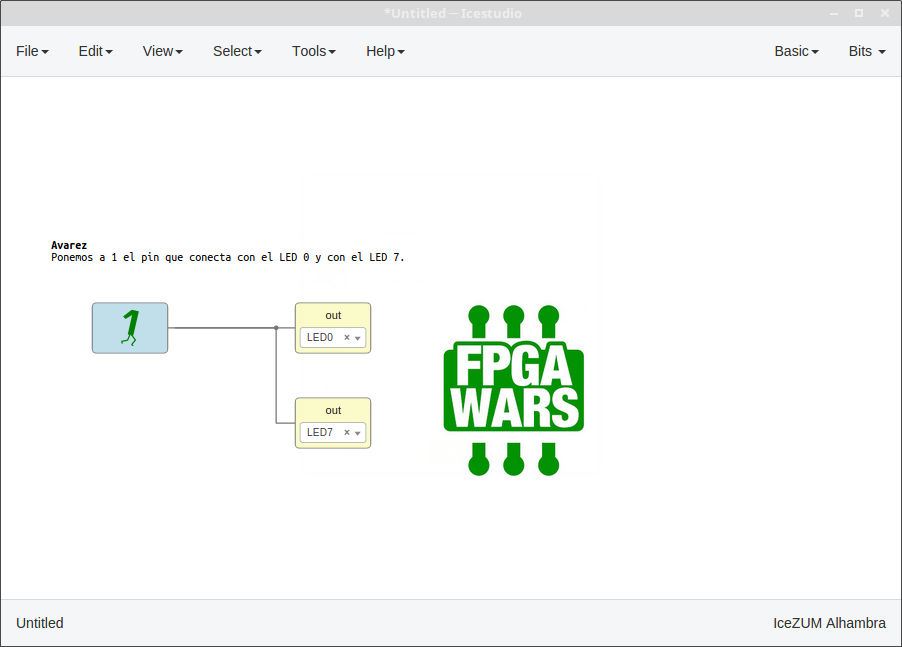 *Untitled — Icestudio
File Edit View Select Tools Help Basic Bits
Avarez
Ponemos a 1 el pin que conecta con el LED 0 y con el LED 7.
1
out
LED0 ×
out
LED7 ×
FPGA
WARS
Untitled IceZUM Alhambra